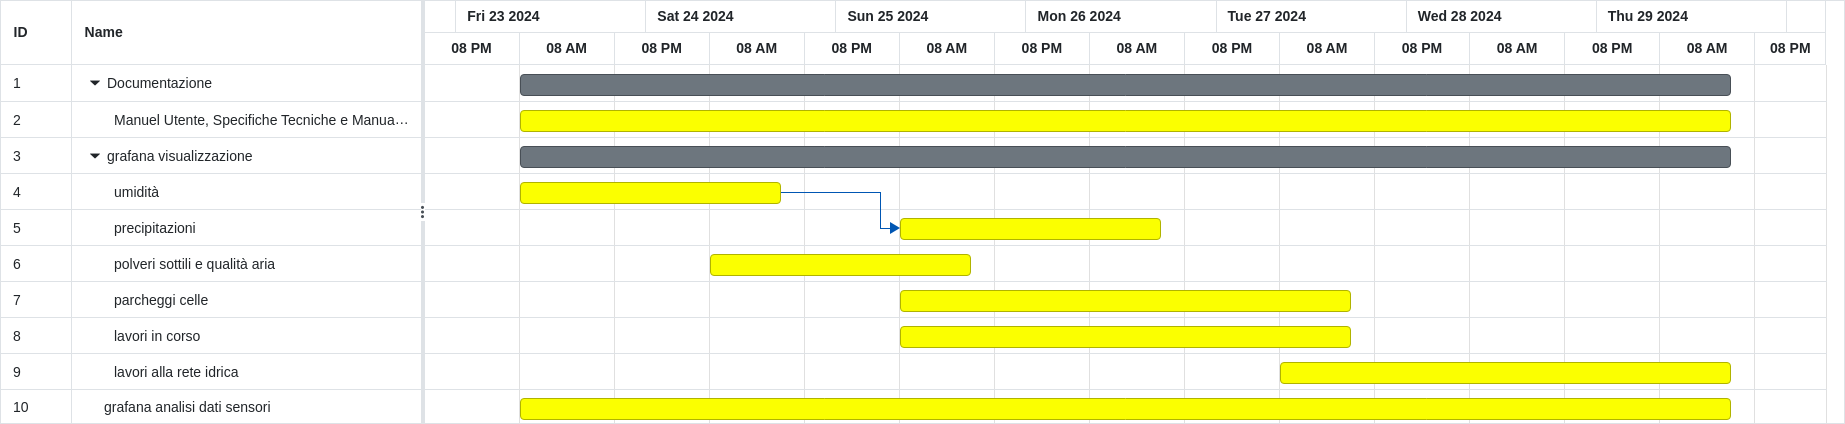 ID Name Fri 23 2024 Sat 24 2024 Sun 25 2024 Mon 26 2024 Tue 27 2024 Wed 28 2024 Thu 29 2024
08 PM 08 AM 08 PM 08 AM 08 PM 08 AM 08 PM 08 AM 08 PM 08 AM 08 PM 08 AM 08 PM 08 AM 08 PM
1 Documentazione
2 Manuel Utente, Specifiche Tecniche e Manua…
3 grafana visualizzazione
4 umidità
5 precipitazioni
6 polveri sottili e qualità aria
7 parcheggi celle
8 lavori in corso
9 lavori alla rete idrica
10 grafana analisi dati sensori